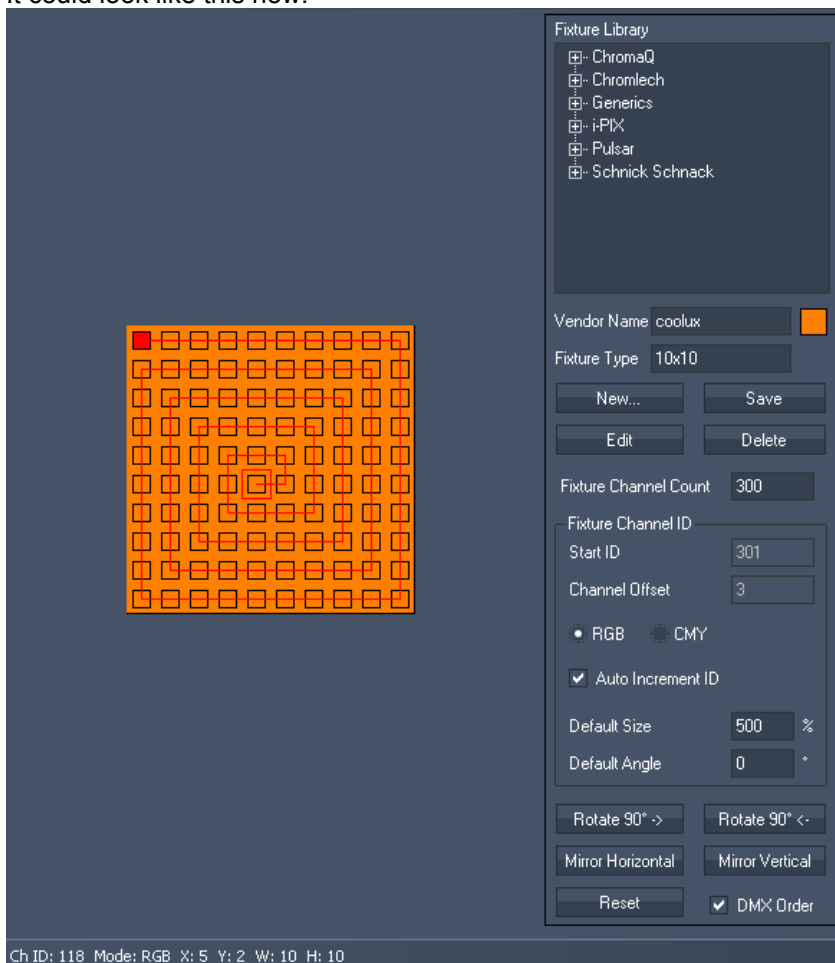 It could look like this now:
Fixture Library
ChromaQ
Chromlech
Generics
i-PIX
Pulsar
Schnick Schnack
Vendor Name coolux
Fixture Type 10x10
New... Save
Edit Delete
Fixture Channel Count 300
Fixture Channel ID
Start ID 301
Channel Offset 3
RGB CMY
Auto Increment ID
Default Size 500 %
Default Angle 0 °
Rotate 90° -> Rotate 90° <-
Mirror Horizontal Mirror Vertical
Reset DMX Order
Ch ID: 118 Mode: RGB X: 5 Y: 2 W: 10 H: 10